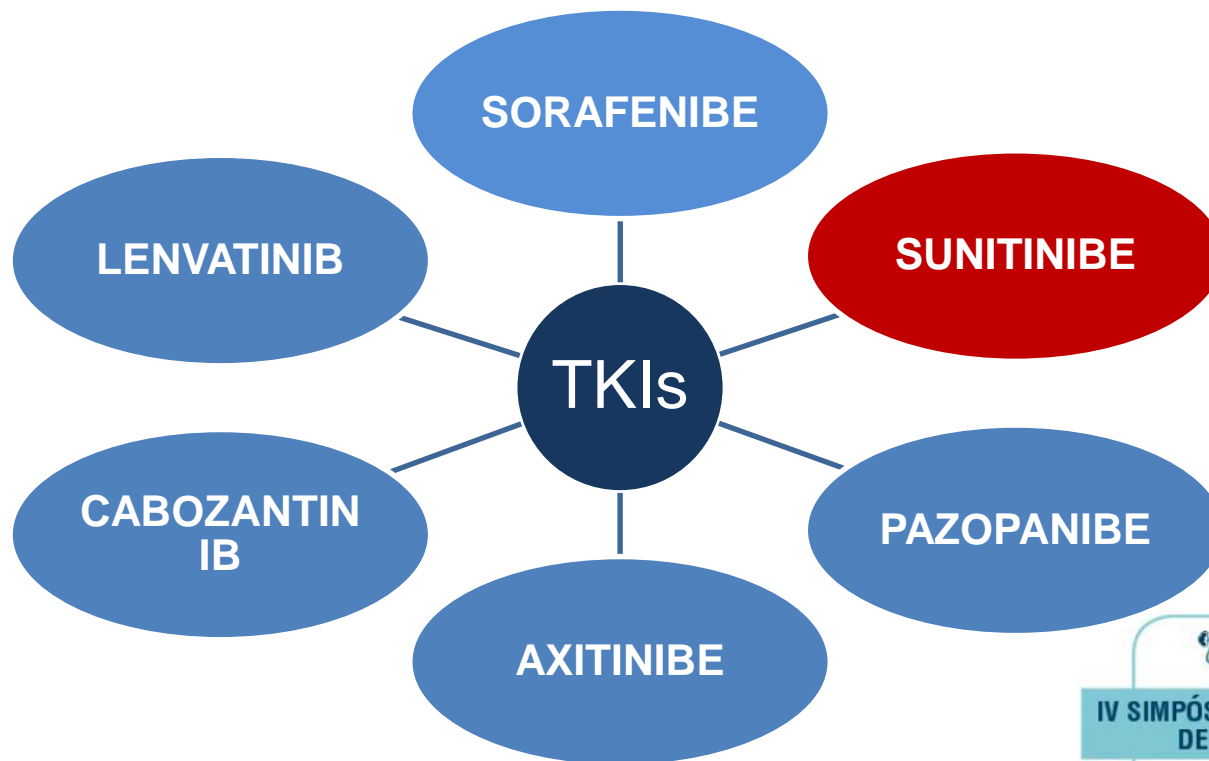 SORAFENIBE
LENVATINIB
SUNITINIBE
TKIs
CABOZANTIN
IB
PAZOPANIBE
AXITINIBE
IV SIMPÓS
DE